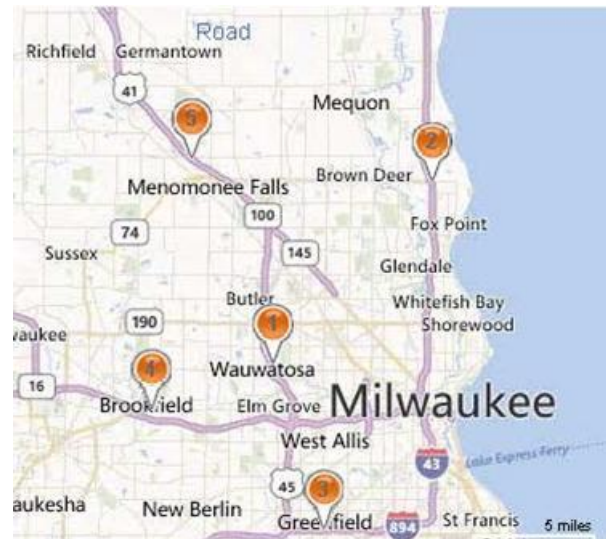 Road
Richfield Germantown
41
Mequon
5
2
Brown Deer
Menomonee Falls
100
Fox Point
74
145
Sussex
Glendale
Butler
Whitefish Bay
190
1
Shorewood
waukee
Wauwatosa
4
16
Brookfield
Elm Grove
Milwaukee
West Allis
43
Lake Express Ferry
45
3
aukesha
New Berlin
Greenfield
894
St Francis
5 miles